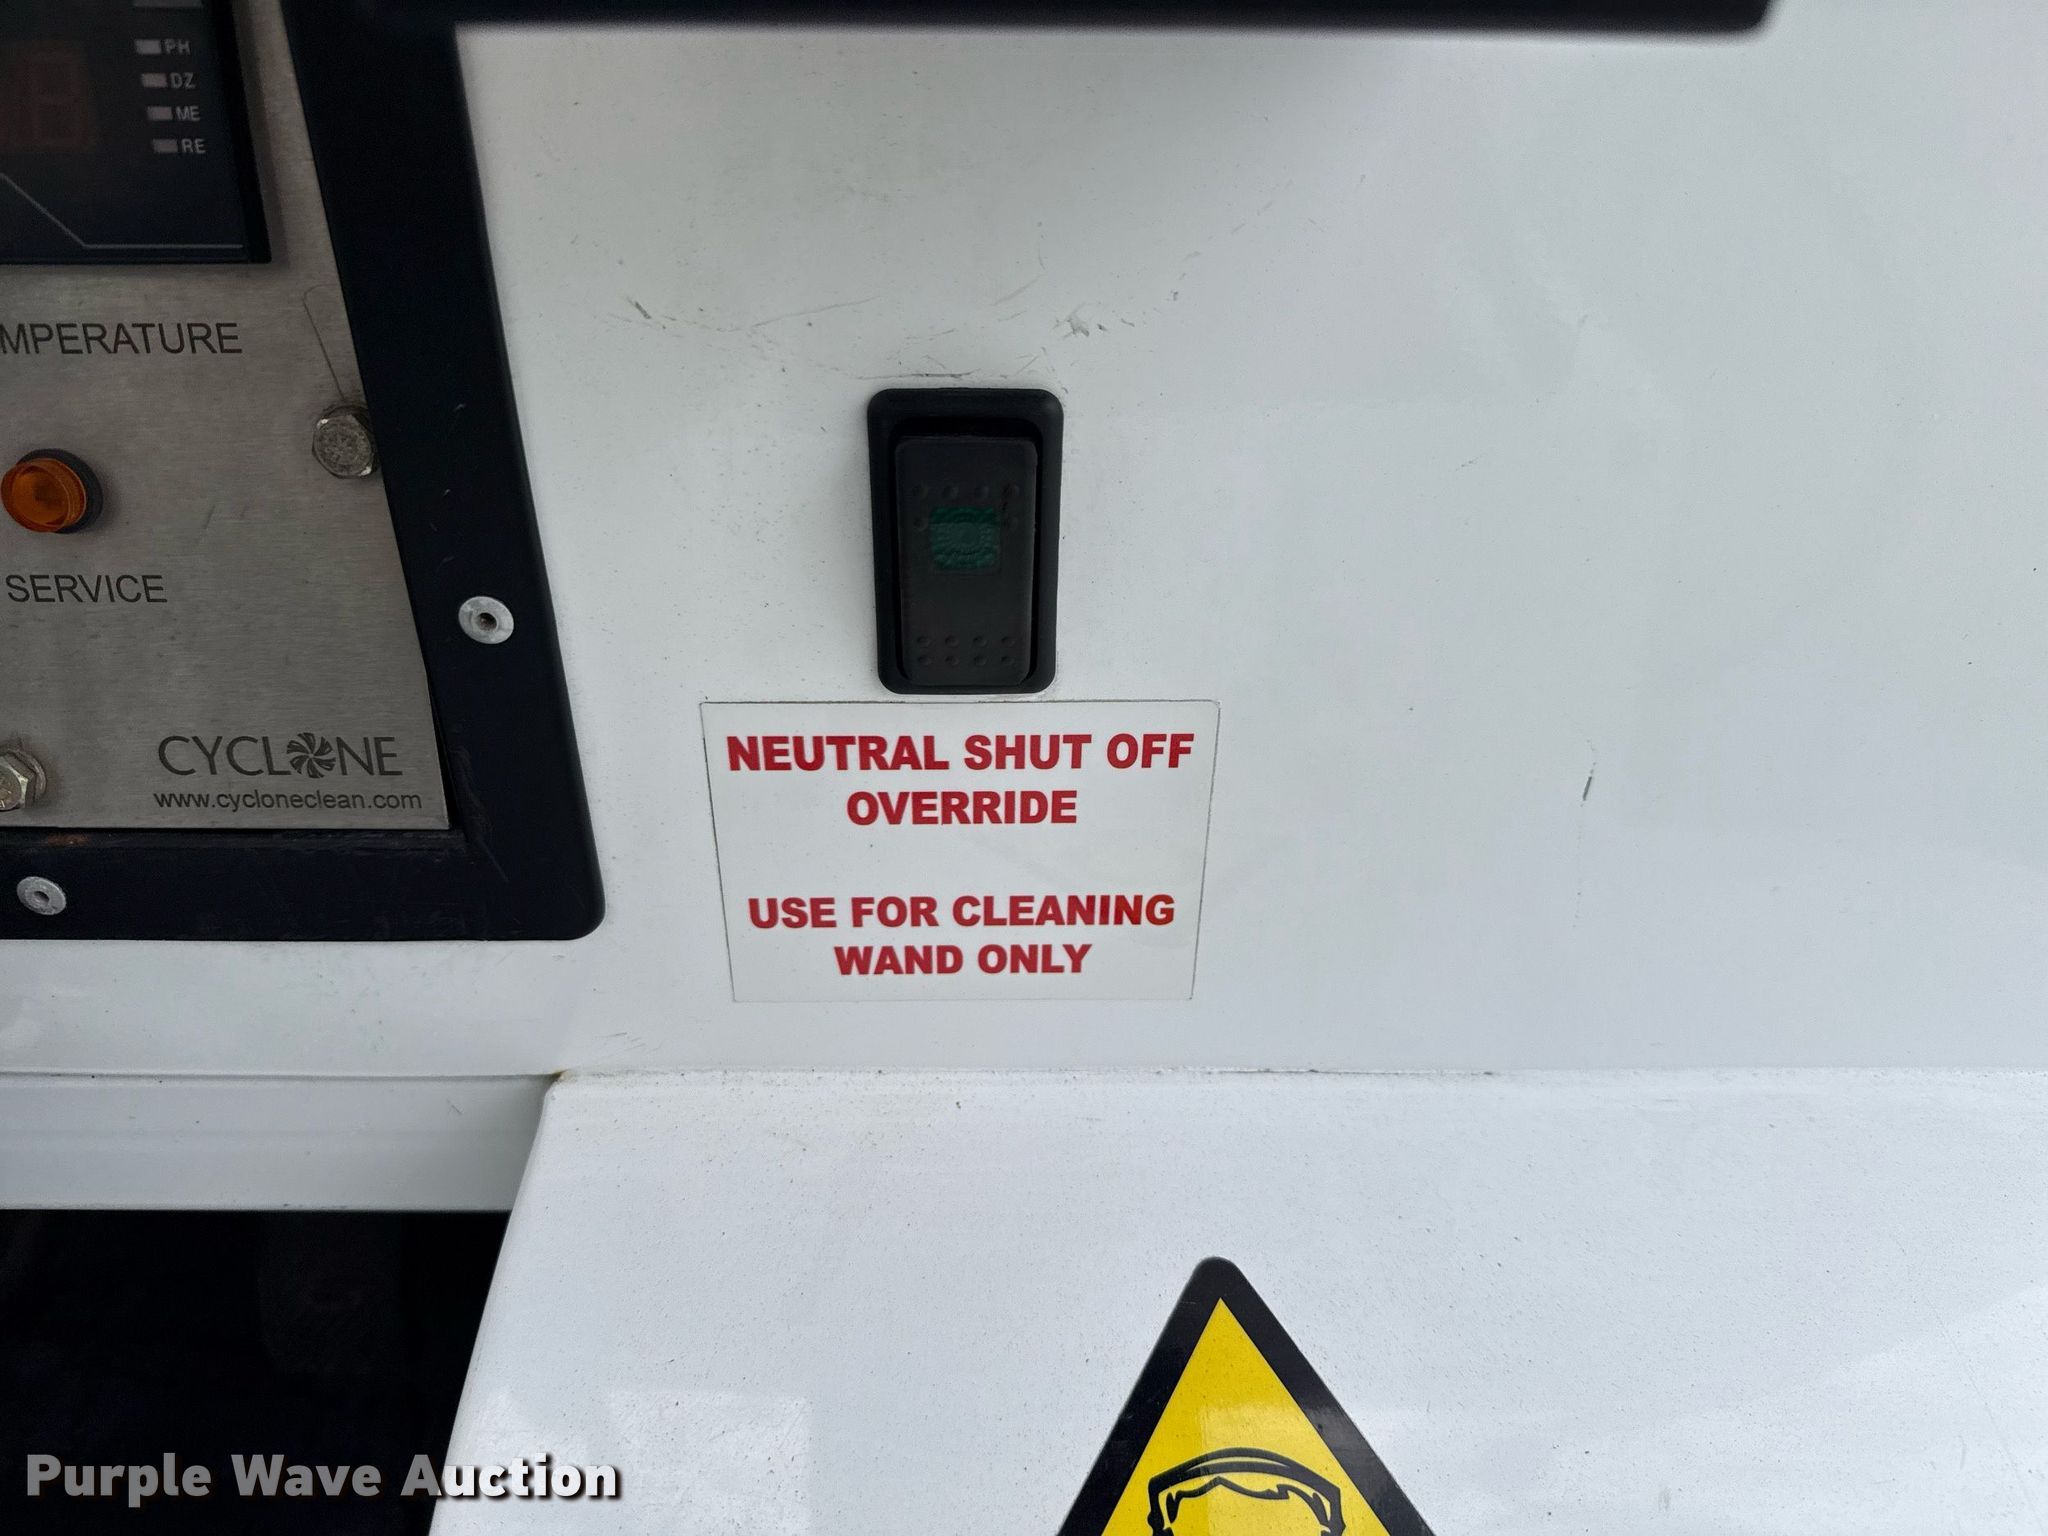 PH
DZ
ME
RE
MPERATURE
SERVICE
CYCLONE
www.cycloneclean.com
NEUTRAL SHUT OFF
OVERRIDE
USE FOR CLEANING
WAND ONLY
Purple Wave Auction